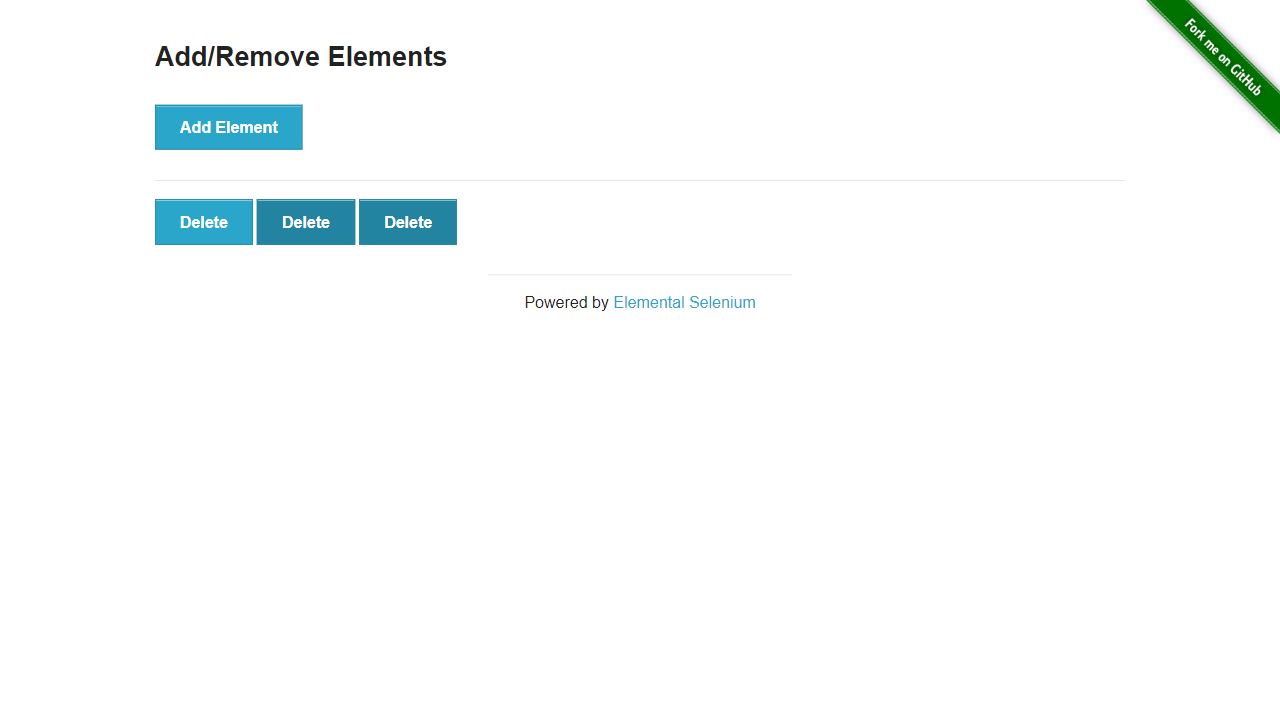 Add/Remove Elements
Fork me on GitHub
Add Element
Delete Delete Delete
Powered by Elemental Selenium